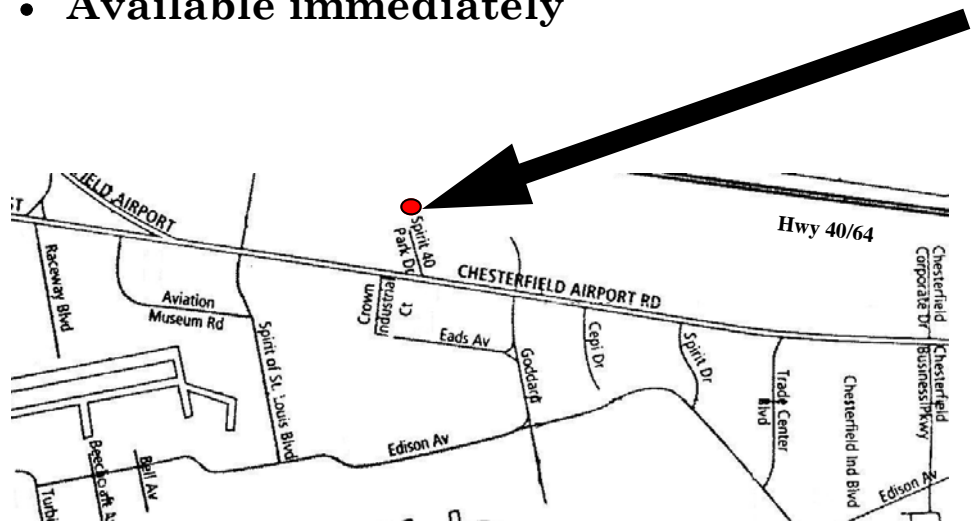 • Available immediately
ST
FIELD AIRPORT
Spirit 40
Park Dr
Hwy 40/64
Raceway Blvd
Aviation
Museum Rd
Crown
Industrial
Ct
CHESTERFIELD AIRPORT RD
Chesterfield
Corporate Dr
Spirit of St. Louis Blvd
Eads Av
Goddard
Cepi Dr
Spirit Dr
Trade Center
Blvd
Chesterfield Ind Blvd
Chesterfield
Business Pkwy
Edison Av
Edison Av
Bell Av